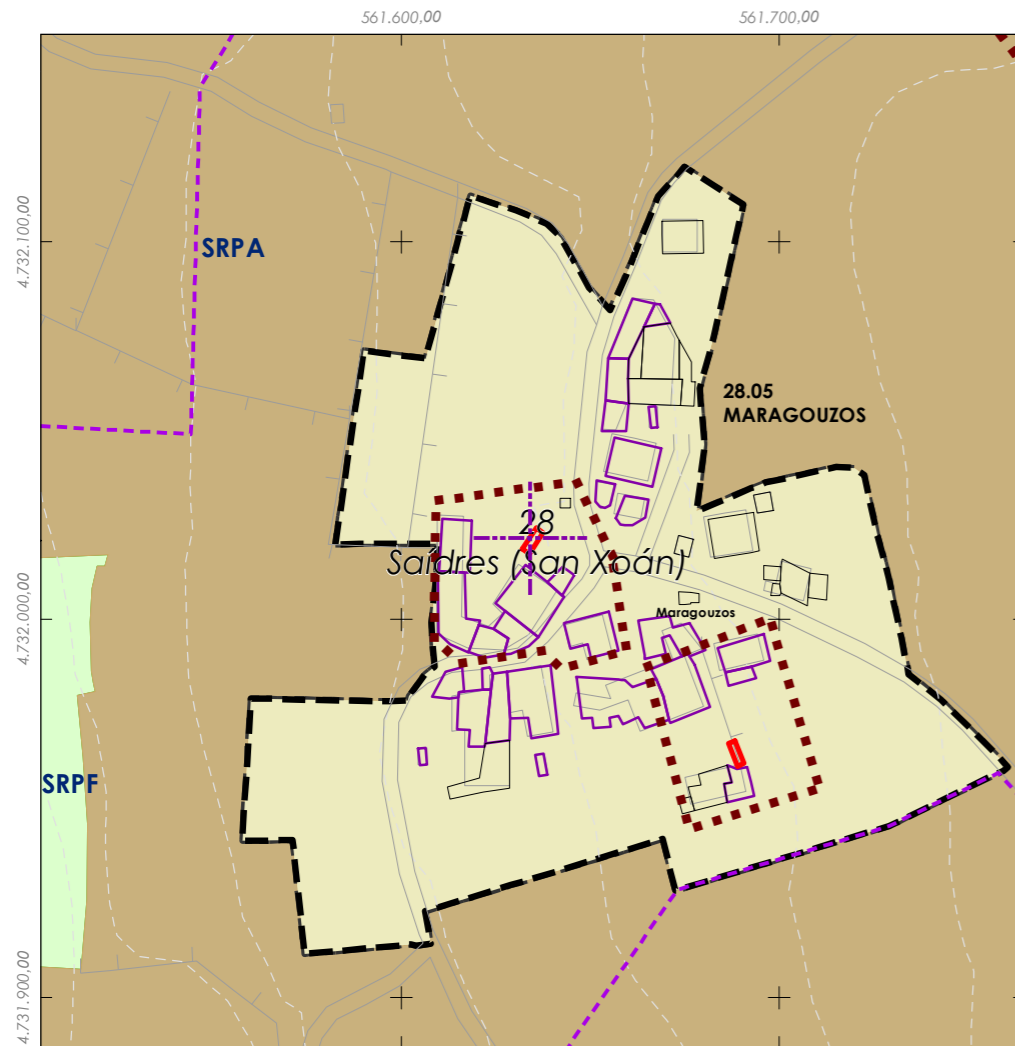 561.600,00
561.700,00
4.732.100,00
SRPA
28.05
MARAGOUZOS
28
Saídres (San Xoán)
Maragouzos
4.732.000,00
SRPF
4.731.900,00